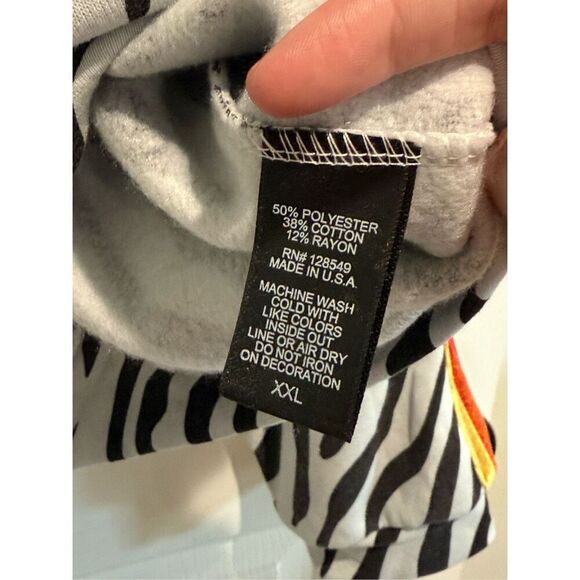 50% POLYESTER
38% COTTON
12% RAYON
RN# 128549
MADE IN U.S.A.
MACHINE WASH
COLD WITH
LIKE COLORS
INSIDE OUT
LINE OR AIR DRY
DO NOT IRON
ON DECORATION
XXL